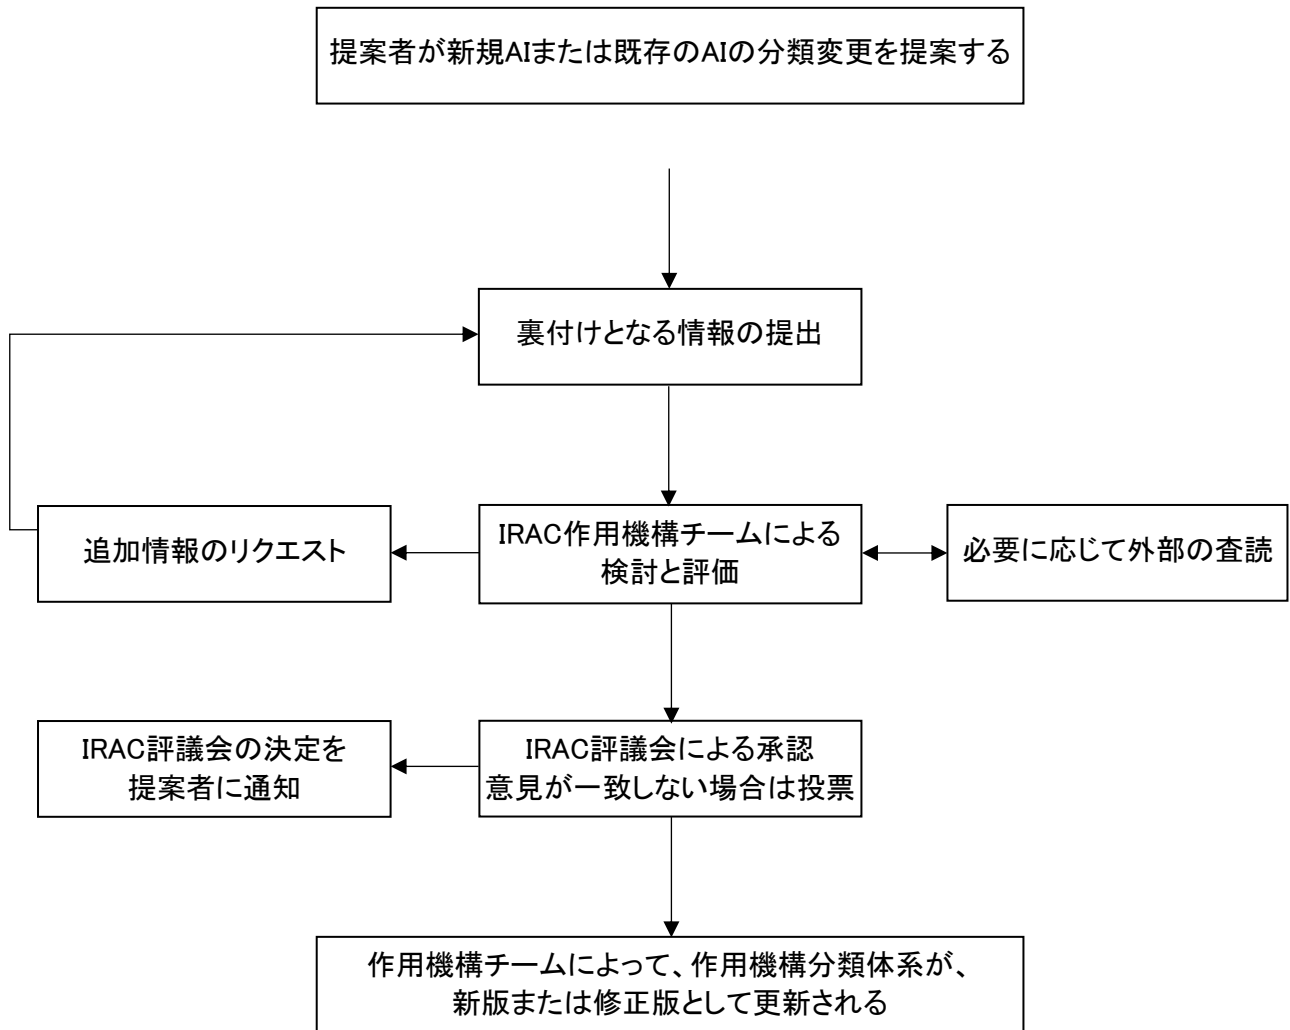 提案者が新規AIまたは既存のAIの分類変更を提案する
裏付けとなる情報の提出
追加情報のリクエスト
IRAC作用機構チームによる
検討と評価
必要に応じて外部の査読
IRAC評議会の決定を
提案者に通知
IRAC評議会による承認
意見が一致しない場合は投票
作用機構チームによって、作用機構分類体系が、
新版または修正版として更新される